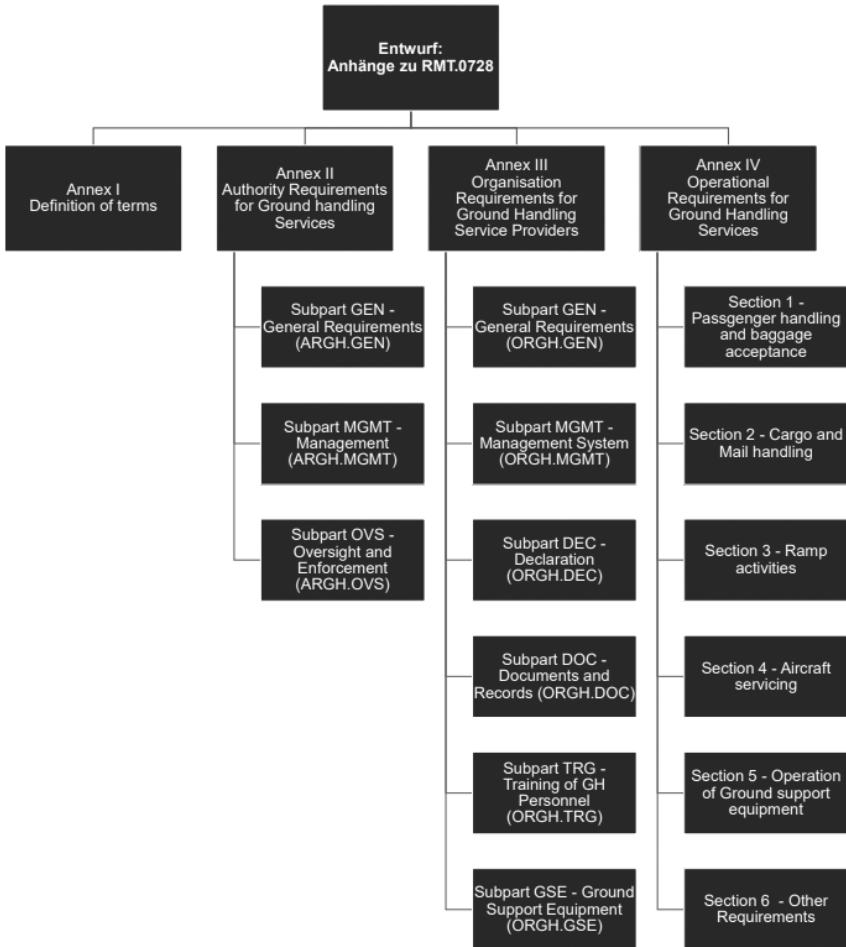 Entwurf:
Anhänge zu RMT.0728
Annex I
Definition of terms
Annex II
Authority Requirements
for Ground handling
Services
Annex III
Organisation
Requirements for
Ground Handling
Service Providers
Annex IV
Operational
Requirements for
Ground Handling
Services
Subpart GEN -
General Requirements
(ARGH.GEN)
Subpart MGMT -
Management
(ARGH.MGMT)
Subpart OVS -
Oversight and
Enforcement
(ARGH.OVS)
Subpart GEN -
General Requirements
(ORGH.GEN)
Subpart MGMT -
Management System
(ORGH.MGMT)
Subpart DEC -
Declaration
(ORGH.DEC)
Subpart DOC -
Documents and
Records (ORGH.DOC)
Subpart TRG -
Training of GH
Personnel
(ORGH.TRG)
Subpart GSE - Ground
Support Equipment
(ORGH.GSE)
Section 1 -
Passgenger handling
and baggage
acceptance
Section 2 - Cargo and
Mail handling
Section 3 - Ramp
activities
Section 4 - Aircraft
servicing
Section 5 - Operation
of Ground support
equipment
Section 6  - Other
Requirements